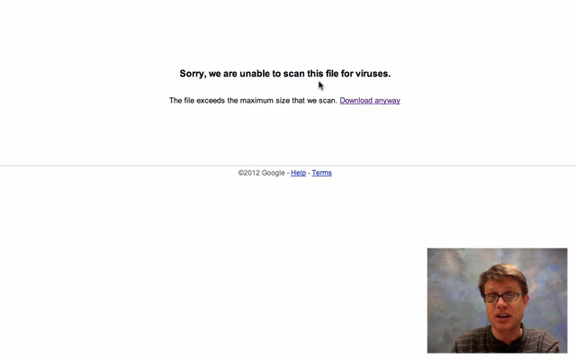 Sorry, we are unable to scan this file for viruses.
The file exceeds the maximum size that we scan. Download anyway
©2012 Google - Help - Terms